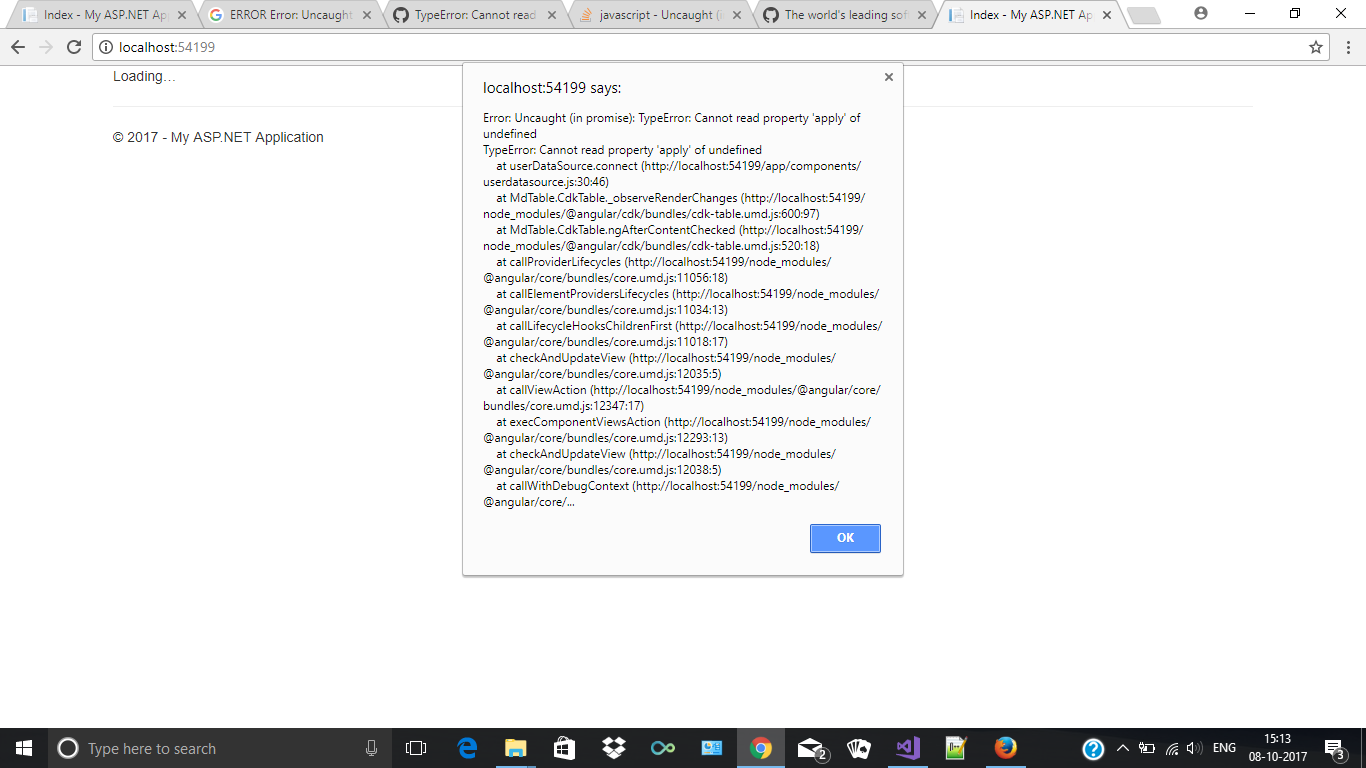 Index - My ASP.NET Ap
ERROR Error: Uncaught
TypeError: Cannot read
javascript - Uncaught (i
The world's leading sof
Index - My ASP.NET Ap
localhost:54199
Loading...
© 2017 - My ASP.NET Application
localhost:54199 says:
Error: Uncaught (in promise): TypeError: Cannot read property 'apply' of
undefined
TypeError: Cannot read property 'apply' of undefined
at userDataSource.connect (http://localhost:54199/app/components/
userdatasource.js:30:46)
at MdTable.CdkTable._observeRenderChanges (http://localhost:54199/
node_modules/@angular/cdk/bundles/cdk-table.umd.js:600:97)
at MdTable.CdkTable.ngAfterContentChecked (http://localhost:54199/
node_modules/@angular/cdk/bundles/cdk-table.umd.js:520:18)
at callProviderLifecycles (http://localhost:54199/node_modules/
@angular/core/bundles/core.umd.js:11056:18)
at callElementProvidersLifecycles (http://localhost:54199/node_modules/
@angular/core/bundles/core.umd.js:11034:13)
at callLifecycleHooksChildrenFirst (http://localhost:54199/node_modules/
@angular/core/bundles/core.umd.js:11018:17)
at checkAndUpdateView (http://localhost:54199/node_modules/
@angular/core/bundles/core.umd.js:12035:5)
at callViewAction (http://localhost:54199/node_modules/@angular/core/
bundles/core.umd.js:12347:17)
at execComponentViewsAction (http://localhost:54199/node_modules/
@angular/core/bundles/core.umd.js:12293:13)
at checkAndUpdateView (http://localhost:54199/node_modules/
@angular/core/bundles/core.umd.js:12038:5)
at callWithDebugContext (http://localhost:54199/node_modules/
@angular/core/...
OK
Type here to search
2
ENG
15:13
08-10-2017
3